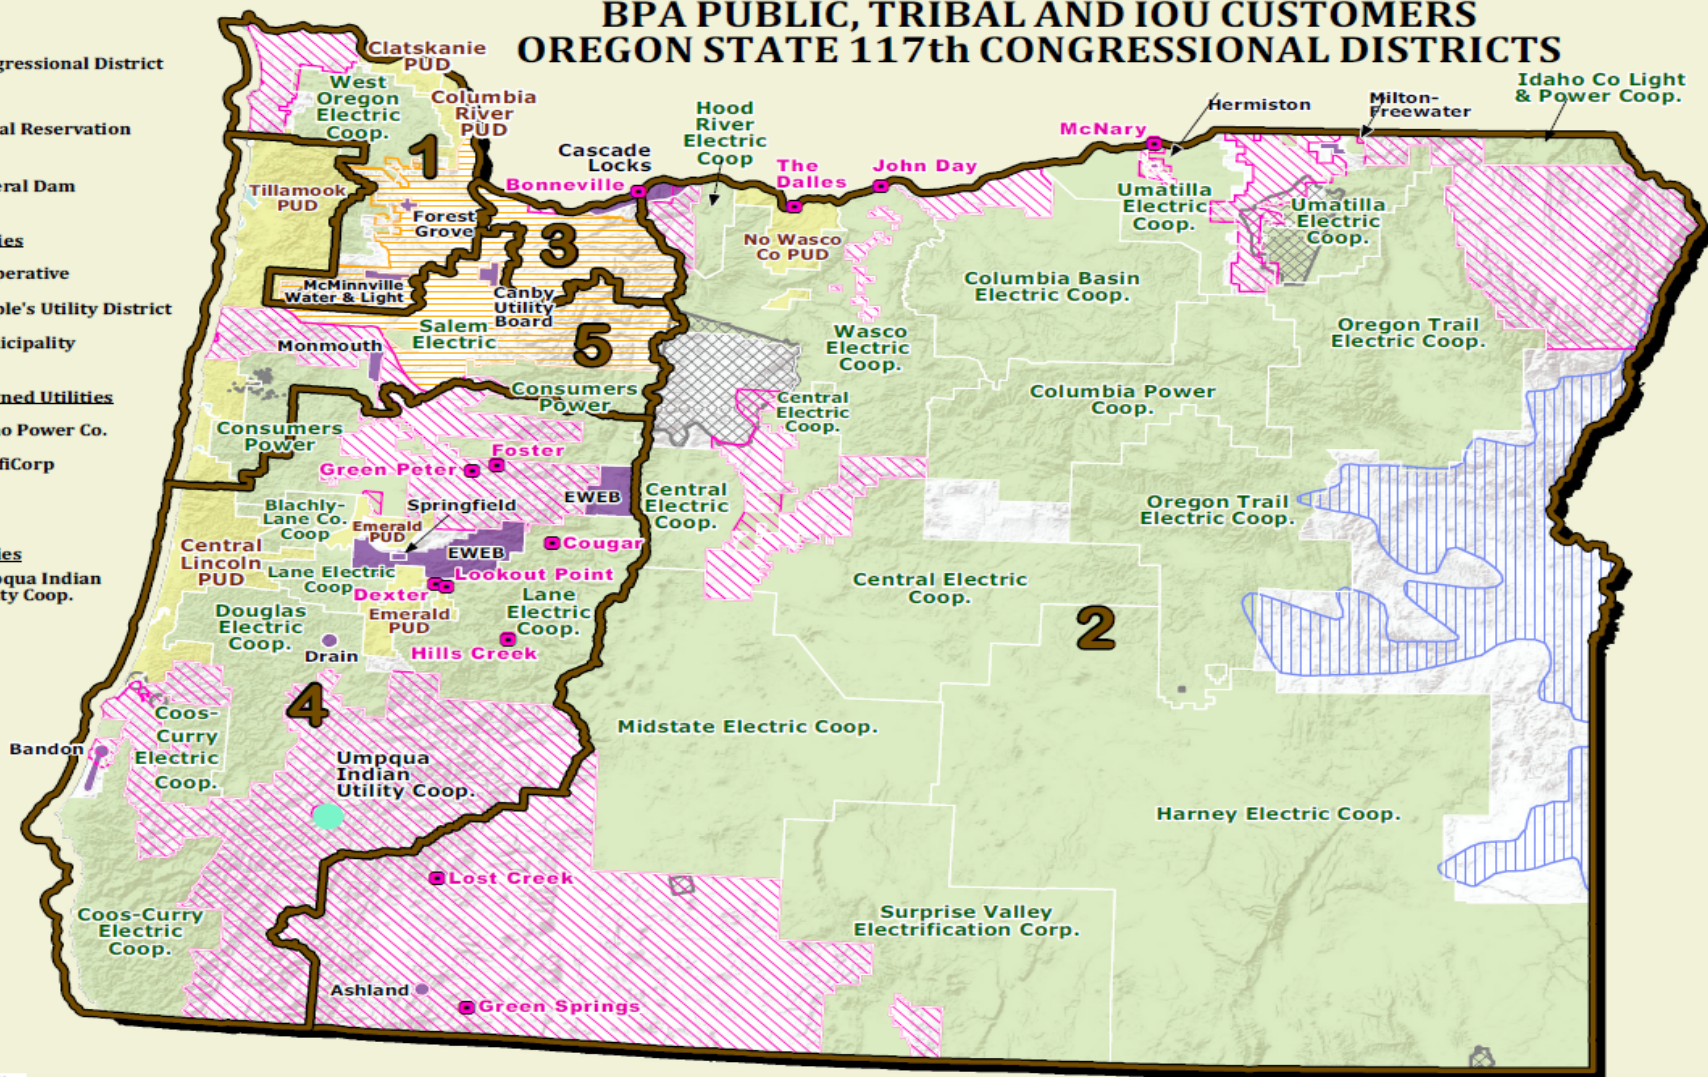 BPA PUBLIC, TRIBAL AND IOU CUSTOMERS
OREGON STATE 117th CONGRESSIONAL DISTRICTS
gressional District
al Reservation
eral Dam
ies
perative
ple's Utility District
icipality
ned Utilities
o Power Co.
fiCorp
ies
qua Indian
ty Coop.
Clatskanie
PUD
West
Oregon
Electric
Coop.
Columbia
River
PUD
1
Tillamook
PUD
Forest
Grove
McMinnville
Water & Light
Canby
Utility
Board
3
5
Salem
Electric
Monmouth
Consumers
Power
Consumers
Power
Cascade
Locks
Bonneville
Hood
River
Electric
Coop
The
Dalles
John Day
McNary
Hermiston
Milton-
Freewater
Idaho Co Light
& Power Coop.
No Wasco
Co PUD
Umatilla
Electric
Coop.
Umatilla
Electric
Coop.
Columbia Basin
Electric Coop.
Wasco
Electric
Coop.
Oregon Trail
Electric Coop.
Columbia Power
Coop.
Central
Electric
Coop.
Green Peter
Foster
EWEB
Central
Electric
Coop.
Oregon Trail
Electric Coop.
Blachly-
Lane Co.
Coop
Springfield
Emerald
PUD
EWEB
Cougar
Central
Lincoln
PUD
Lane Electric
Coop
Dexter
Lookout Point
Lane
Electric
Coop.
Emerald
PUD
Douglas
Electric
Coop.
Drain
Hills Creek
Central Electric
Coop.
2
4
Coos-
Curry
Electric
Coop.
Bandon
Umpqua
Indian
Utility Coop.
Midstate Electric Coop.
Harney Electric Coop.
Lost Creek
Coos-Curry
Electric
Coop.
Surprise Valley
Electrification Corp.
Ashland
Green Springs